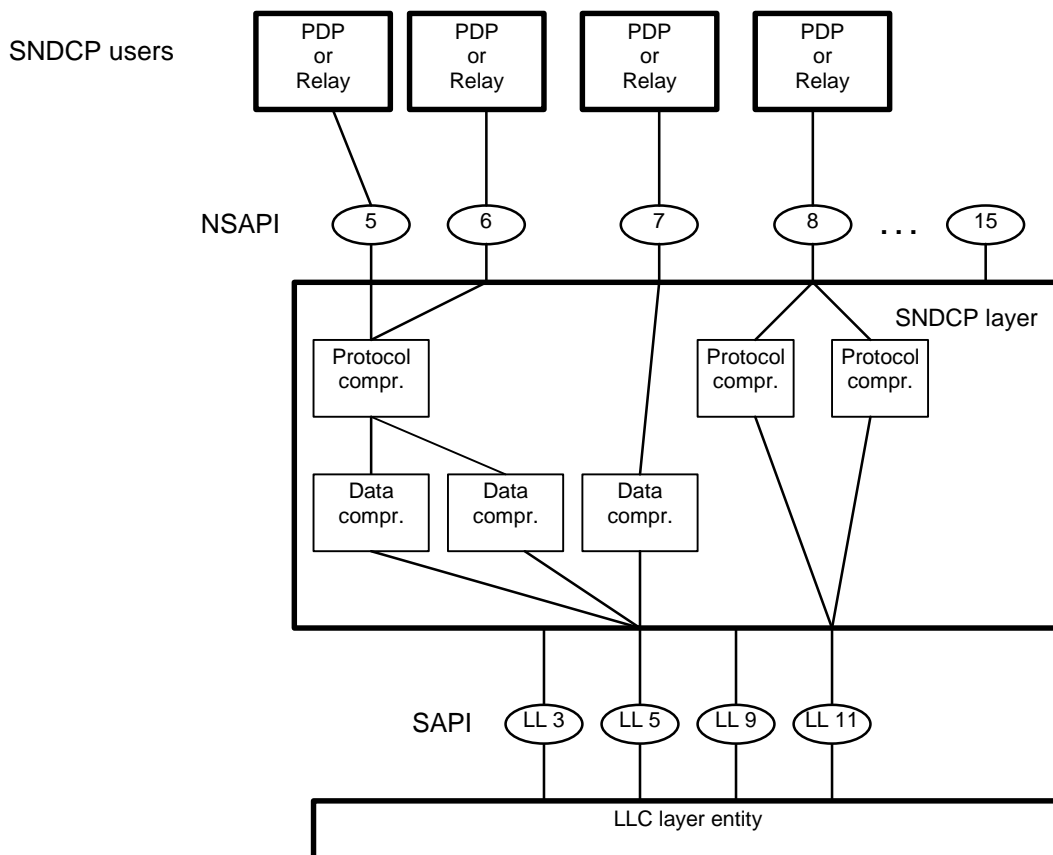 SNDCP users
PDP
or
Relay
PDP
or
Relay
PDP
or
Relay
PDP
or
Relay
NSAPI
5
6
7
8
...
15
SNDCP layer
Protocol
compr.
Protocol
compr.
Protocol
compr.
Data
compr.
Data
compr.
Data
compr.
SAPI
LL 3
LL 5
LL 9
LL 11
LLC layer entity